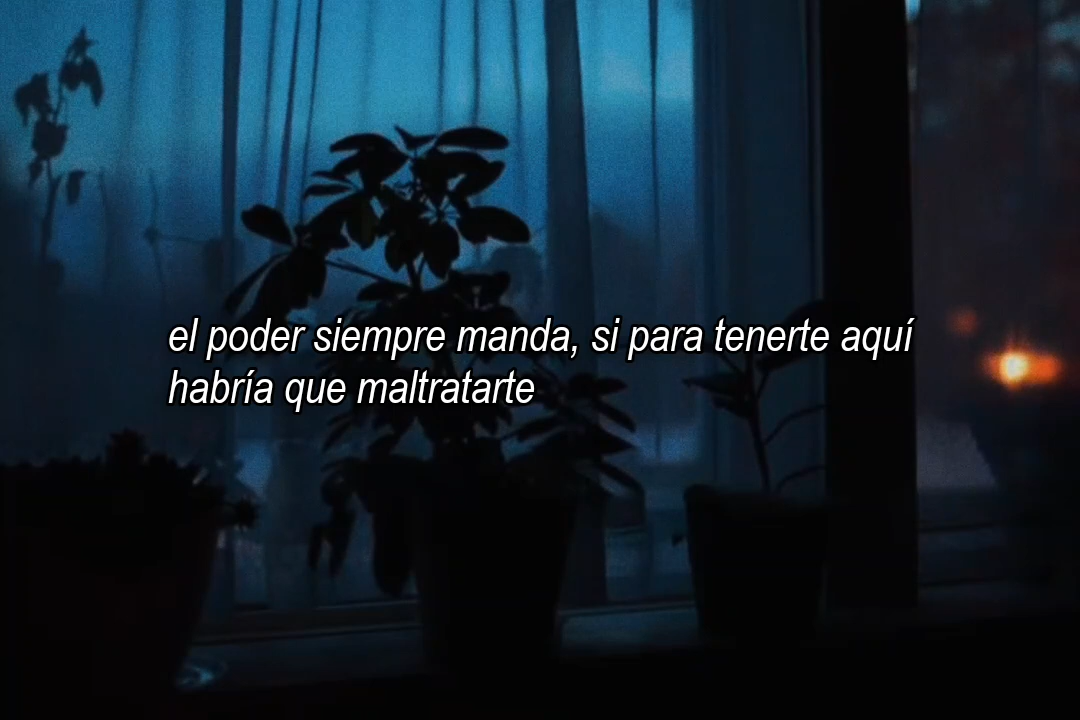 el poder siempre manda, si para tenerte aquí
habría que maltratarte